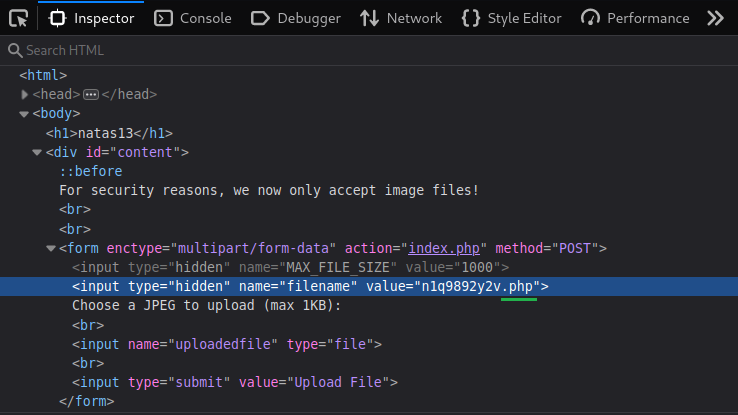 Inspector Console Debugger Network Style Editor Performance
Search HTML
<html>
<head> ··· </head>
<body>
<h1>natas13</h1>
<div id="content">
::before
For security reasons, we now only accept image files!
<br>
<br>
<form enctype="multipart/form-data" action="index.php" method="POST">
<input type="hidden" name="MAX_FILE_SIZE" value="1000">
<input type="hidden" name="filename" value="n1q9892y2v.php">
Choose a JPEG to upload (max 1KB):
<br>
<input name="uploadedfile" type="file">
<br>
<input type="submit" value="Upload File">
</form>